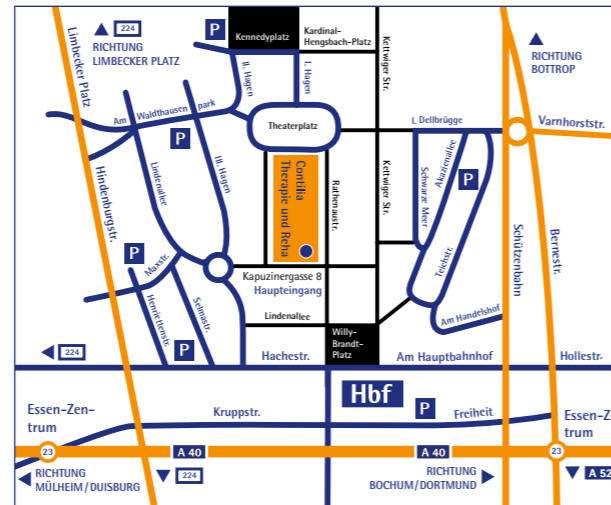 224
RICHTUNG
LIMBECKER PLATZ
Limbecker Platz
P
Kennedyplatz
Kardinal-
Hengsbach-Platz
Kettwiger Str.
RICHTUNG
BOTTROP
II. Hagen
I. Hagen
Am Waldthausen park
P
Theaterplatz
I. Dellbrügge
Varnhorststr.
Lindenallee
III. Hagen
Contilia
Therapie und Reha
Rathenaustr.
Kettwiger Str.
Schwarze Meer
Akazienallee
P
Hindenburgstr.
P
Maxstr.
Kapuzinergasse 8
Haupteingang
Teichstr.
Schützenbahn
Bernestr.
Henriettenstr.
Selmastr.
Lindenallee
Am Handelshof
P
Willy-
Brandt-
Platz
224
Hachestr.
Am Hauptbahnhof
Hollestr.
Hbf
P
Essen-Zen-
trum
Kruppstr.
Freiheit
Essen-Ze
trum
23
A 40
A 40
23
RICHTUNG
MÜLHEIM/DUISBURG
224
RICHTUNG
BOCHUM/DORTMUND
A 52